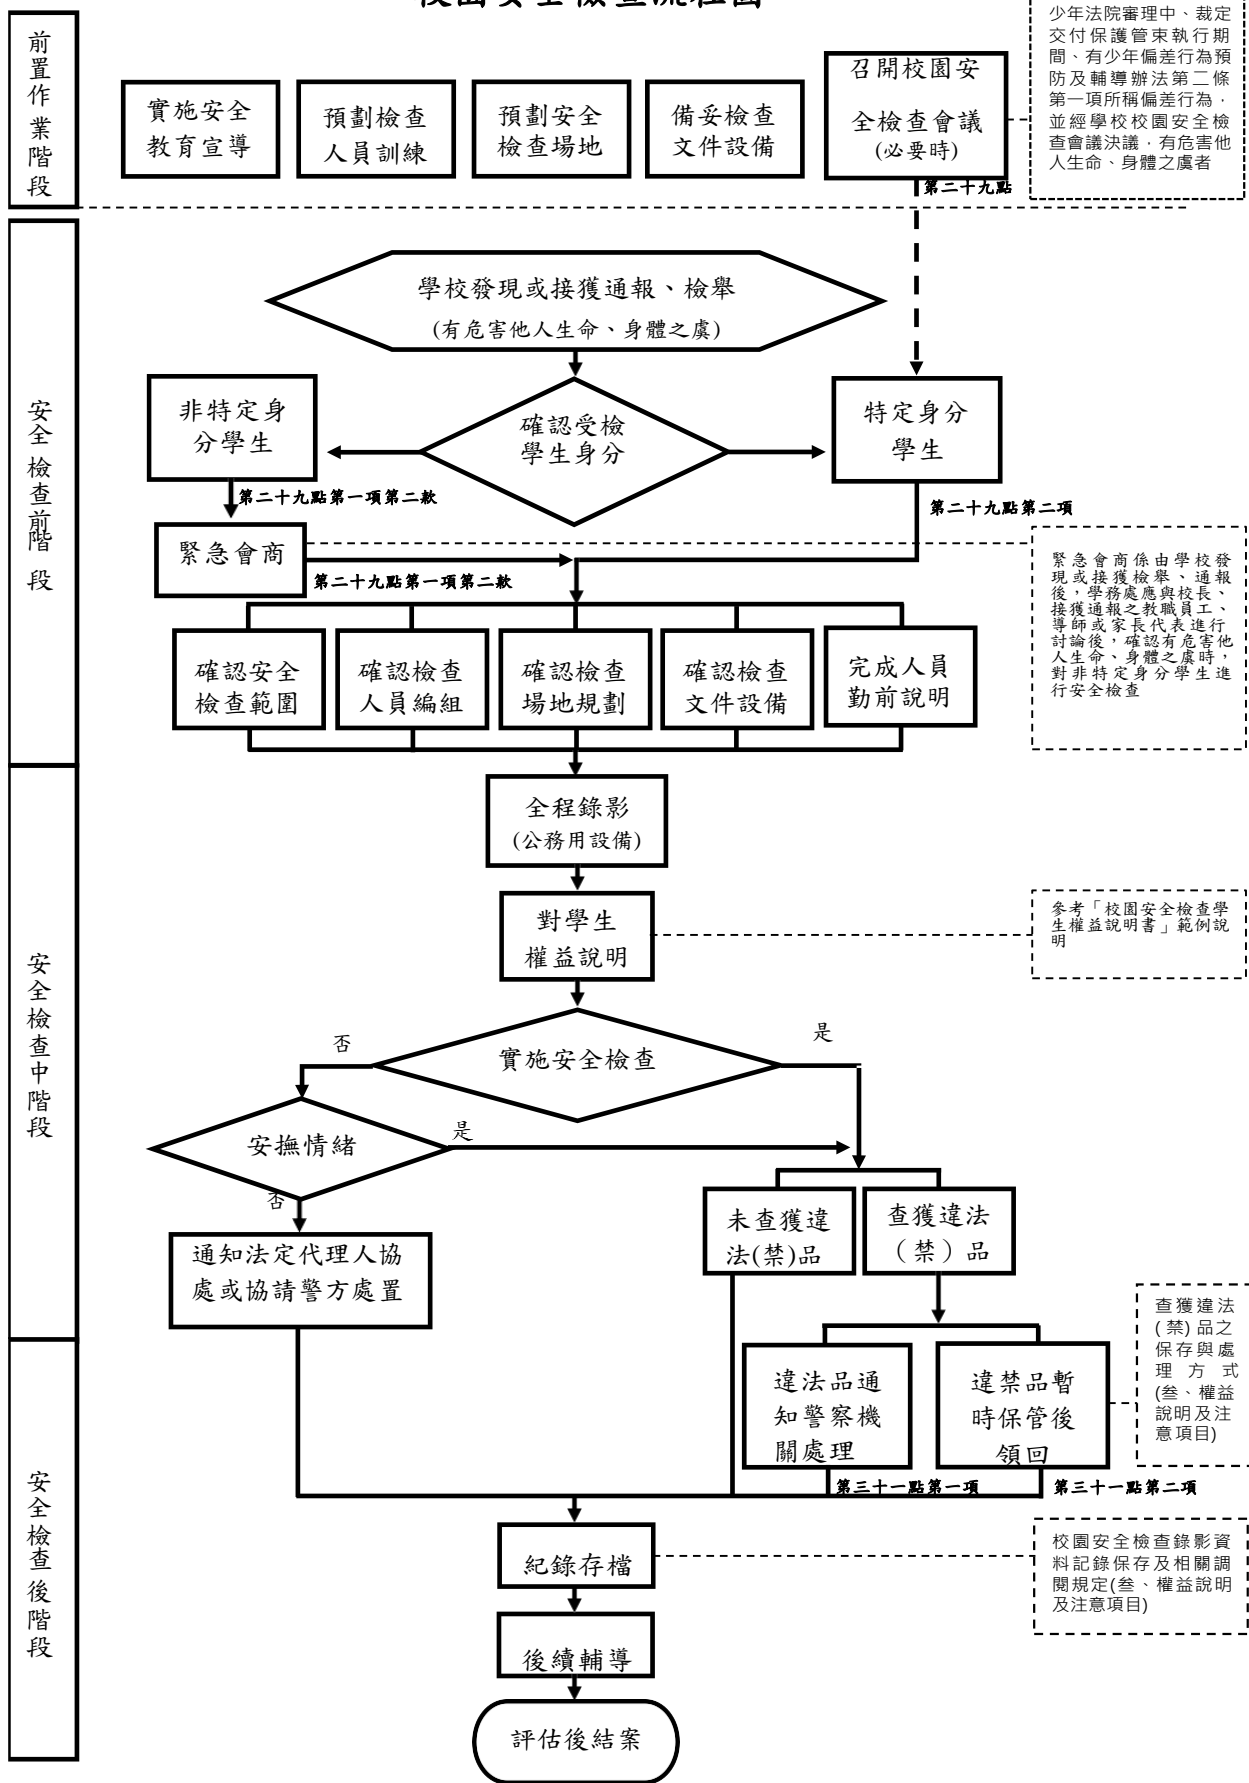 校園安全檢查流程圖
前置作業階段
實施安全
教育宣導
預劃檢查
人員訓練
預劃安全
檢查場地
備妥檢查
文件設備
召開校園安
全檢查會議
(必要時)
第二十九點
少年法院審理中、裁定
交付保護管束執行期
間、有少年偏差行為預
防及輔導辦法第二條
第一項所稱偏差行為，
並經學校校園安全檢
查會議決議，有危害他
人生命、身體之虞者
安全檢查前階段
學校發現或接獲通報、檢舉
(有危害他人生命、身體之虞)
非特定身
分學生
確認受檢
學生身分
特定身分
學生
第二十九點第一項第二款
第二十九點第二項
緊急會商
第二十九點第一項第二款
緊急會商係由學校發
現或接獲檢舉、通報
後，學務處應與校長、
接獲通報之教職員工、
導師或家長代表進行
討論後，確認有危害他
人生命、身體之虞時，
對非特定身分學生進
行安全檢查
確認安全
檢查範圍
確認檢查
人員編組
確認檢查
場地規劃
確認檢查
文件設備
完成人員
勤前說明
安全檢查中階段
全程錄影
(公務用設備)
對學生
權益說明
參考「校園安全檢查學
生權益說明書」範例說
明
實施安全檢查
否
是
安撫情緒
是
否
通知法定代理人協
處或協請警方處置
未查獲違
法(禁)品
查獲違法
（禁）品
查獲違法
(禁)品之
保存與處
理方式
(叁、權益
說明及注
意項目)
安全檢查後階段
違法品通
知警察機
關處理
違禁品暫
時保管後
領回
第三十一點第一項
第三十一點第二項
紀錄存檔
校園安全檢查錄影資
料記錄保存及相關調
閱規定(叁、權益說明
及注意項目)
後續輔導
評估後結案